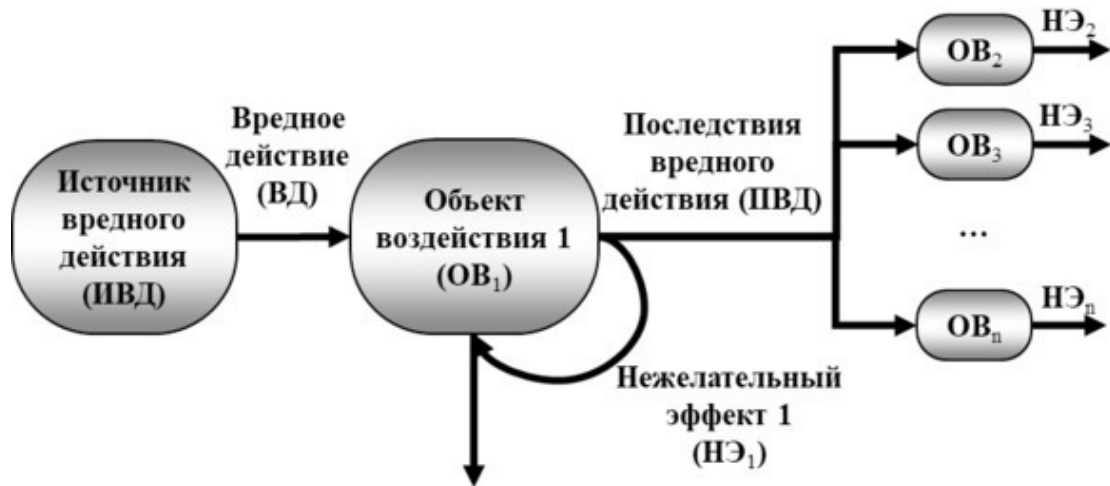 Источник
вредного
действия
(ИВД)
Вредное
действие
(ВД)
Объект
воздействия 1
(ОВ₁)
Последствия
вредного
действия (ПВД)
Нежелательный
эффект 1
(НЭ₁)
ОВ₂
НЭ₂
ОВ₃
НЭ₃
...
ОВₙ
НЭₙ